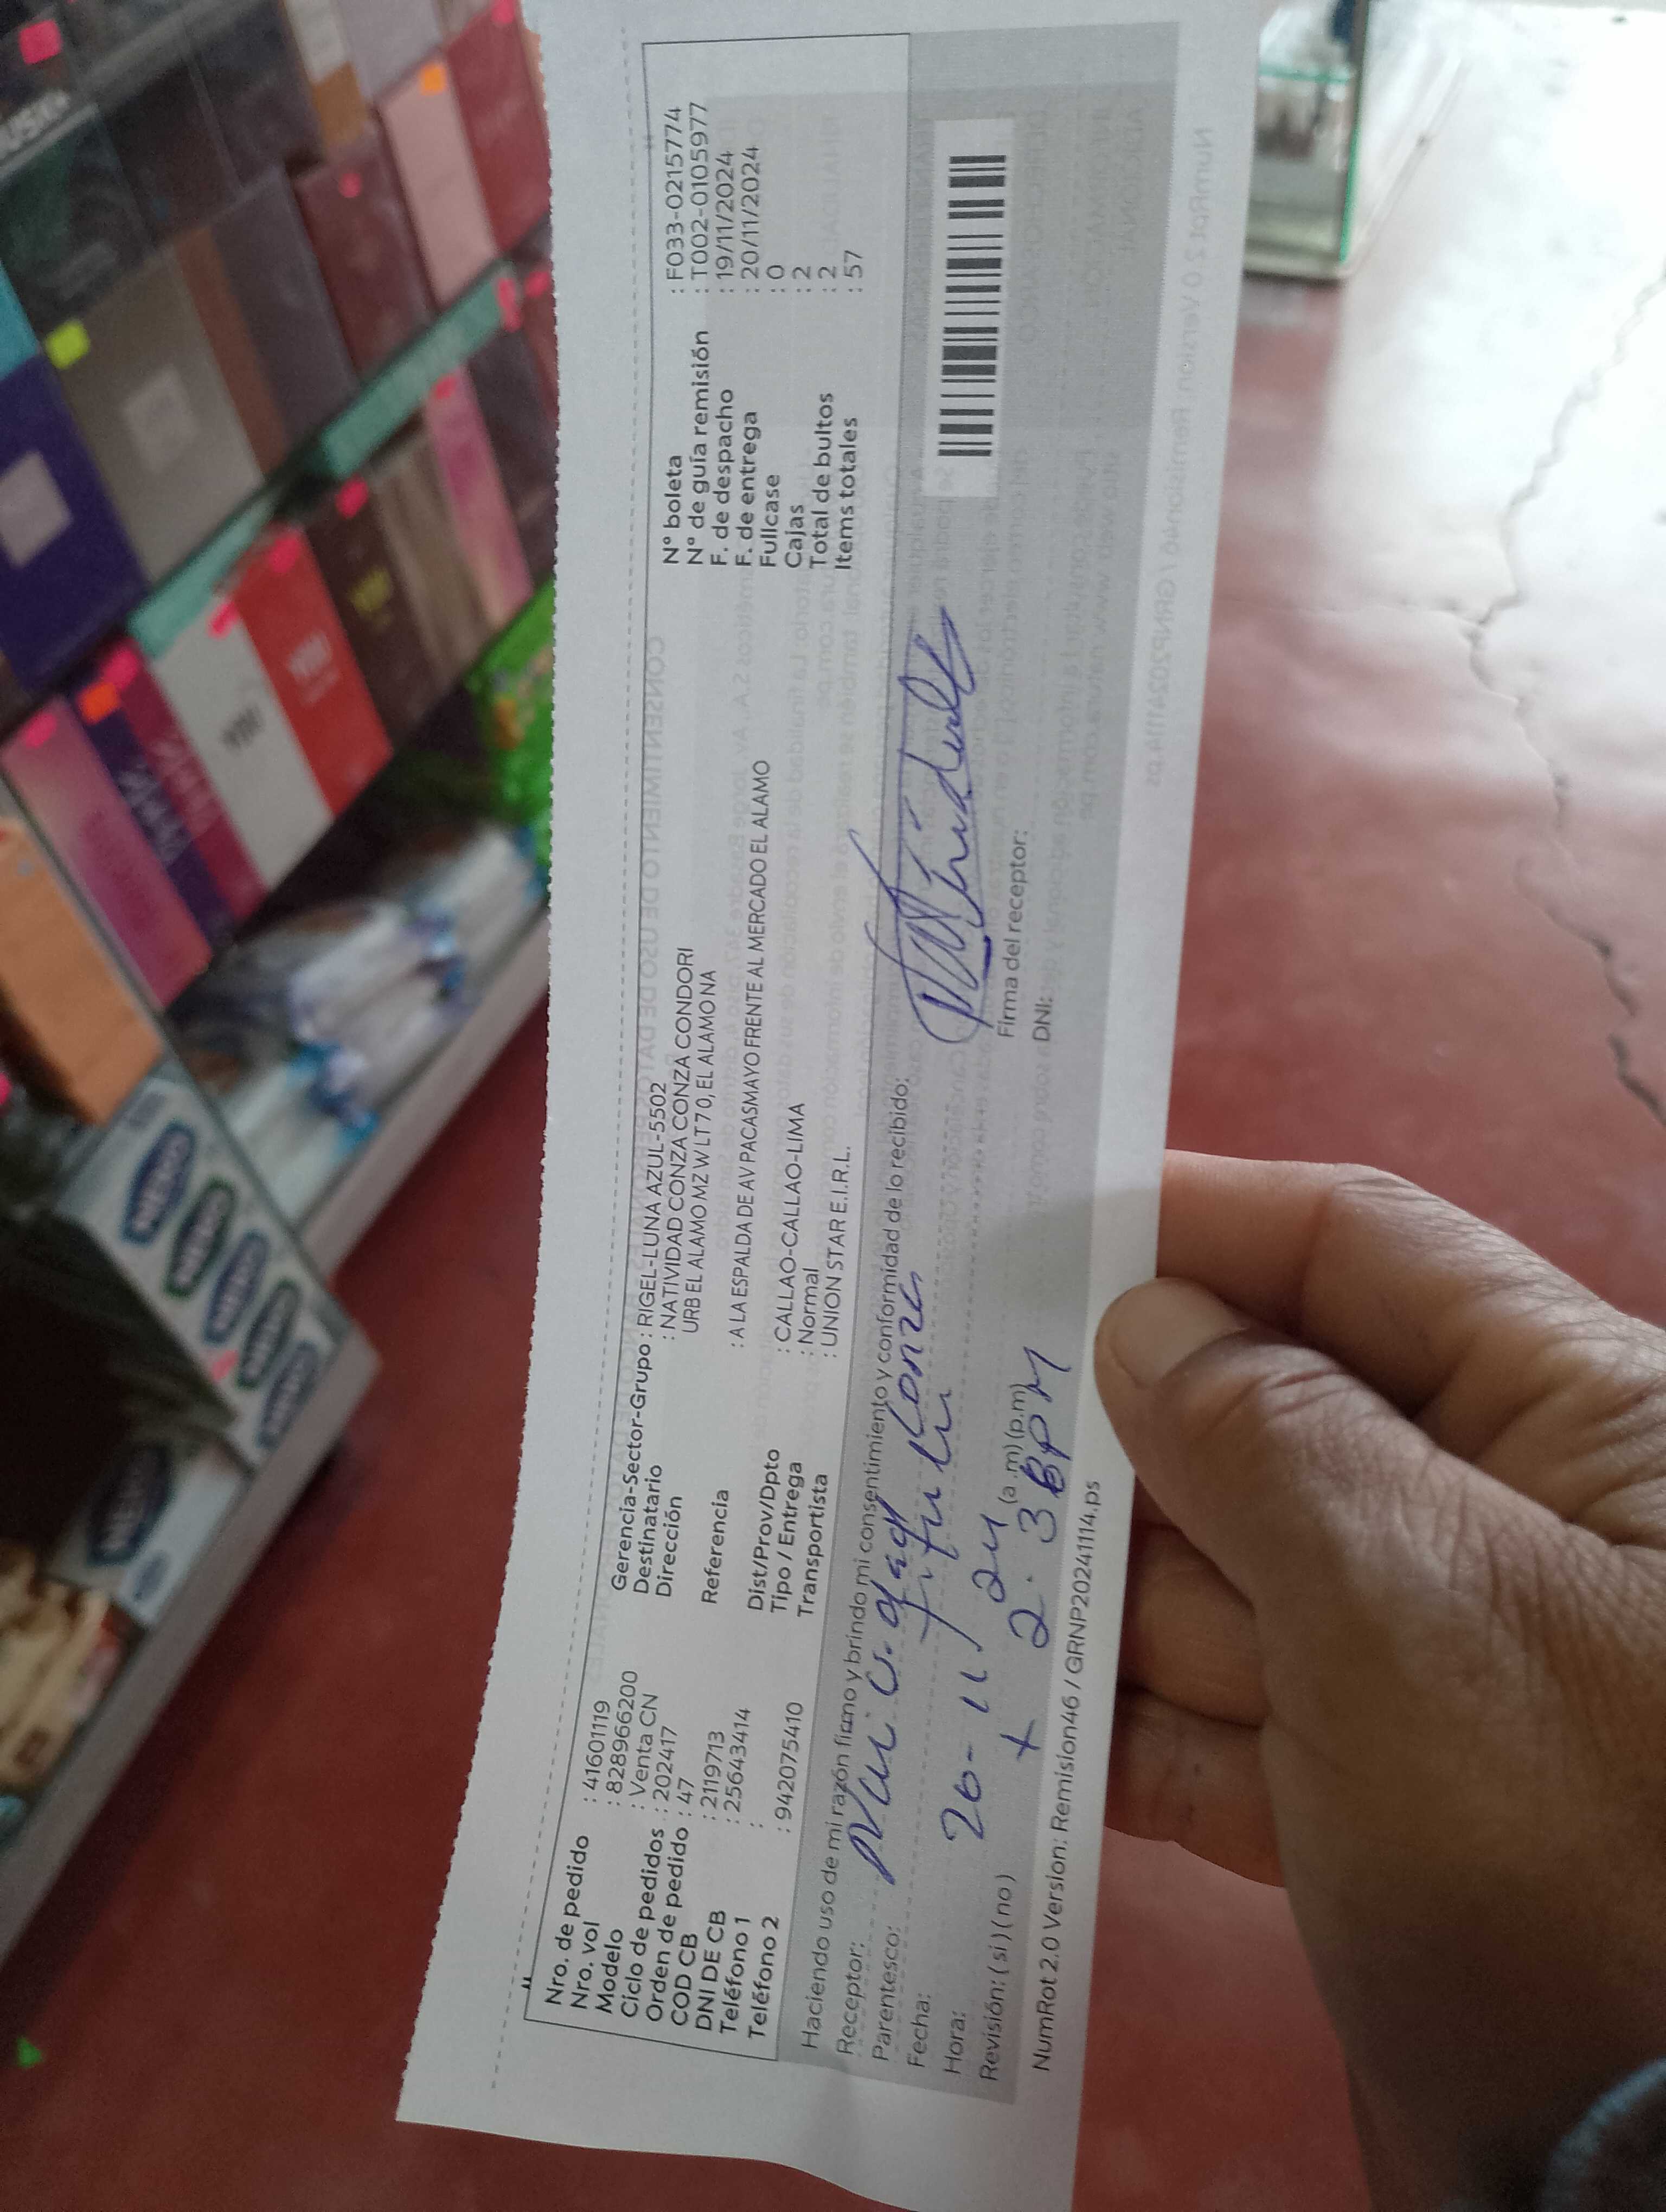 Nro. de pedido : 41601119
Nro. vol : 828966200
Modelo : Venta CN
Ciclo de pedidos : 202417
Orden de pedido : 47
COD CB : 2119713
DNI DE CB : 25643414
Teléfono 1 :
Teléfono 2 : 942075410
Gerencia-Sector-Grupo : RIGEL-LUNA AZUL-5502
Destinatario : NATIVIDAD CONZA CONZA CONDORI
Dirección URB EL ALAMO MZ W LT 70, EL ALAMO NA
Referencia : A LA ESPALDA DE AV PACASMAYO FRENTE AL MERCADO EL ALAMO
Dist/Prov/Dpto : CALLAO-CALLAO-LIMA
Tipo / Entrega : Normal
Transportista : UNION STAR E.I.R.L.
N° boleta : F033-0215774
N° de guía remisión : T002-0105977
F. de despacho : 19/11/2024
F. de entrega : 20/11/2024
Fullcase : 0
Cajas : 2
Total de bultos : 2
Items totales : 57
Haciendo uso de mi razón firmo y brindo mi consentimiento y conformidad de lo recibido:
Receptor: Conza
Parentesco:
Fecha: 20-11/24
Hora: (a.m) (p.m)
Revisión: (si) (no)
Firma del receptor:
DNI:
NumRot 2.0 Version: Remision46 / GRNP20241114.ps